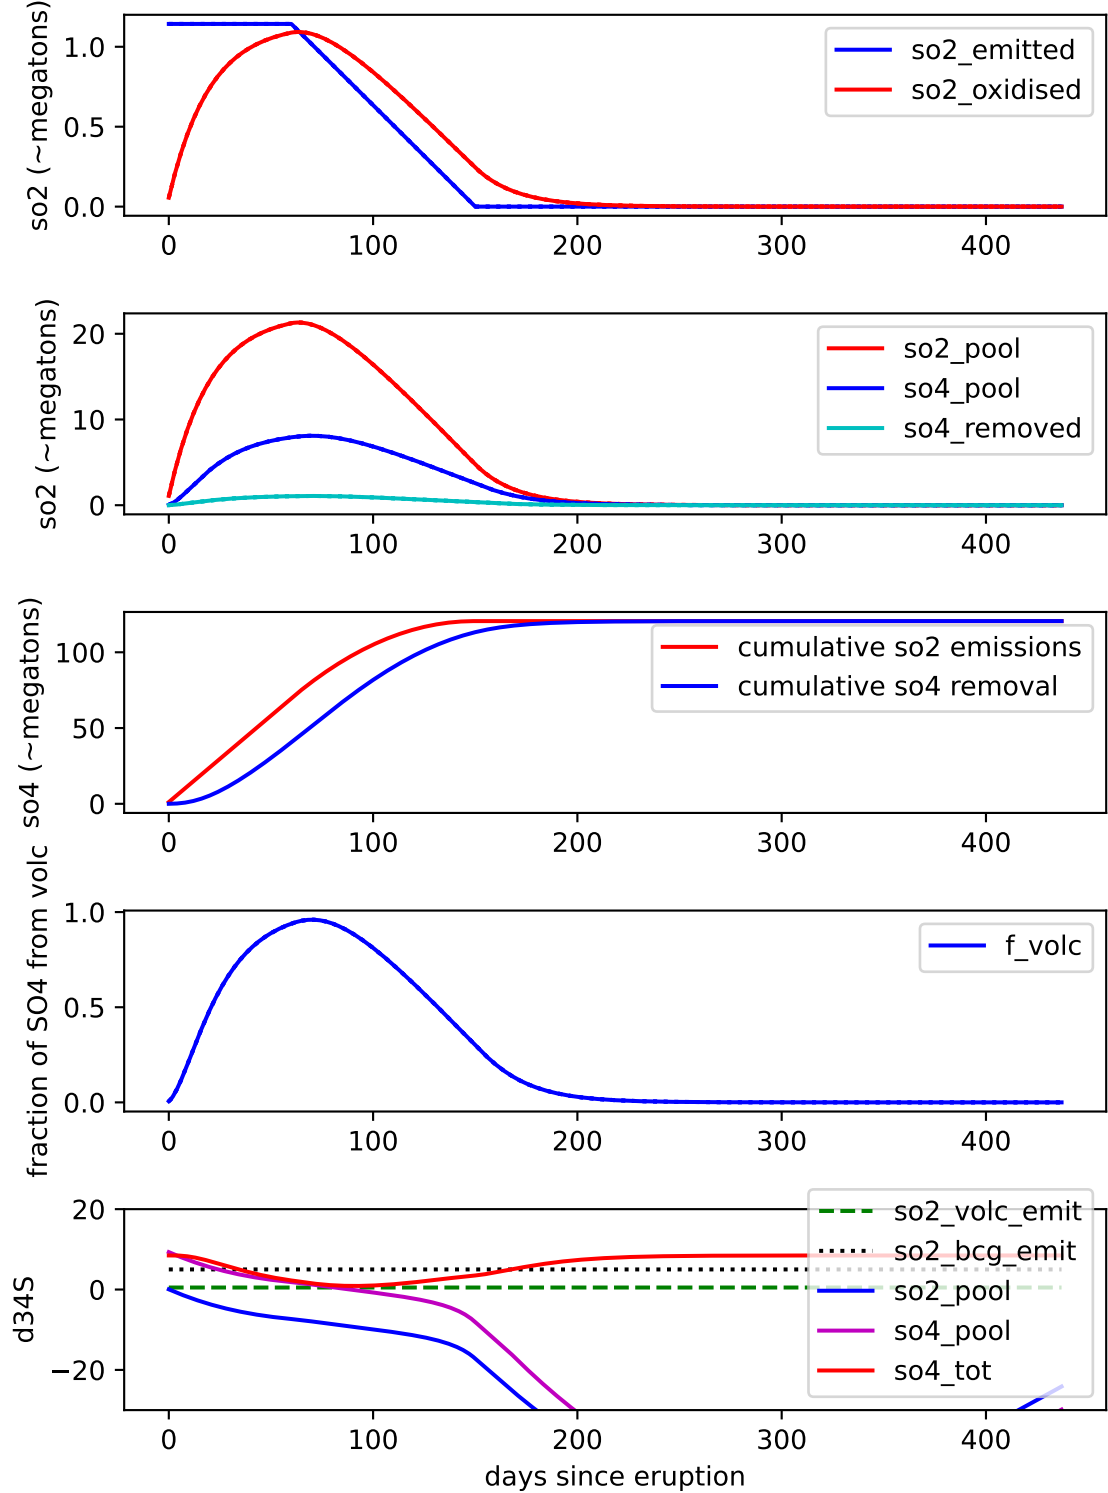 so2 (~megatons)
1.0
0.5
0.0
so2_emitted
so2_oxidised
0 100 200 300 400
so2 (~megatons)
20
10
0
so2_pool
so4_pool
so4_removed
0 100 200 300 400
so4 (~megatons)
100
50
0
cumulative so2 emissions
cumulative so4 removal
0 100 200 300 400
fraction of SO4 from volc
1.0
0.5
0.0
f_volc
0 100 200 300 400
d34S
20
0
−20
so2_volc_emit
so2_bcg_emit
so2_pool
so4_pool
so4_tot
0 100 200 300 400
days since eruption